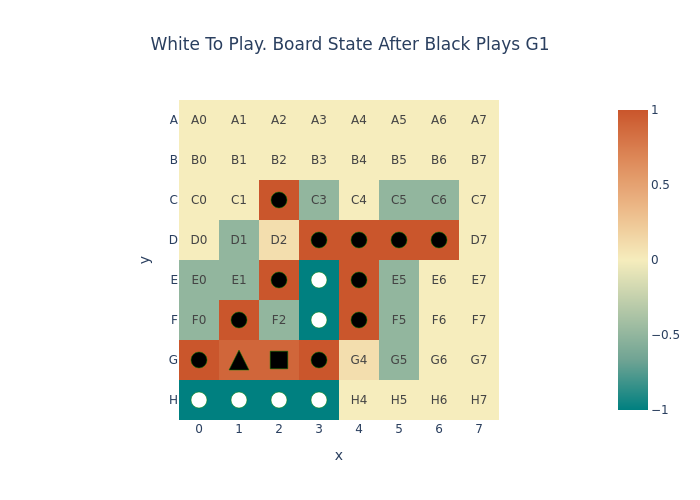 White To Play. Board State After Black Plays G1
A A0 A1 A2 A3 A4 A5 A6 A7
B B0 B1 B2 B3 B4 B5 B6 B7
C C0 C1 C3 C4 C5 C6 C7
D D0 D1 D2 D7
E E0 E1 E5 E6 E7
F F0 F2 F5 F6 F7
G G4 G5 G6 G7
H H4 H5 H6 H7
0 1 2 3 4 5 6 7
x
y
1
0.5
0
−0.5
−1